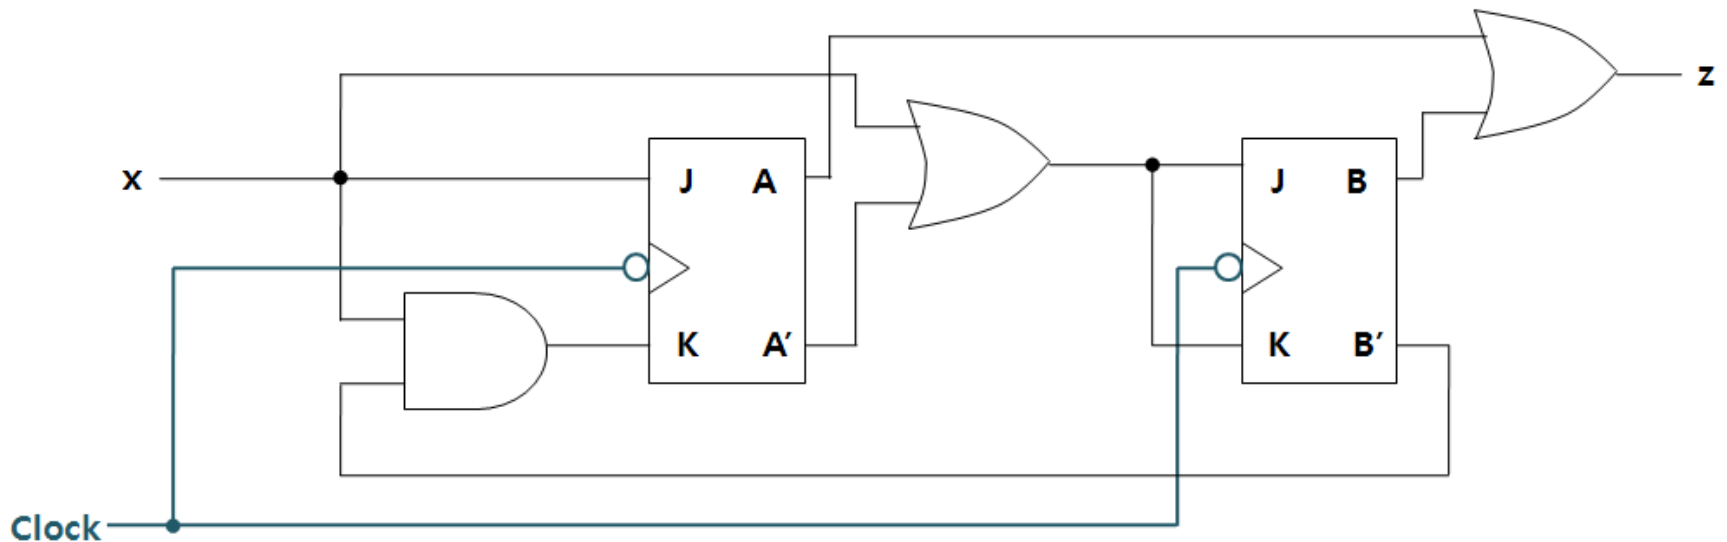 z
x
J A
J B
K A′
K B′
Clock